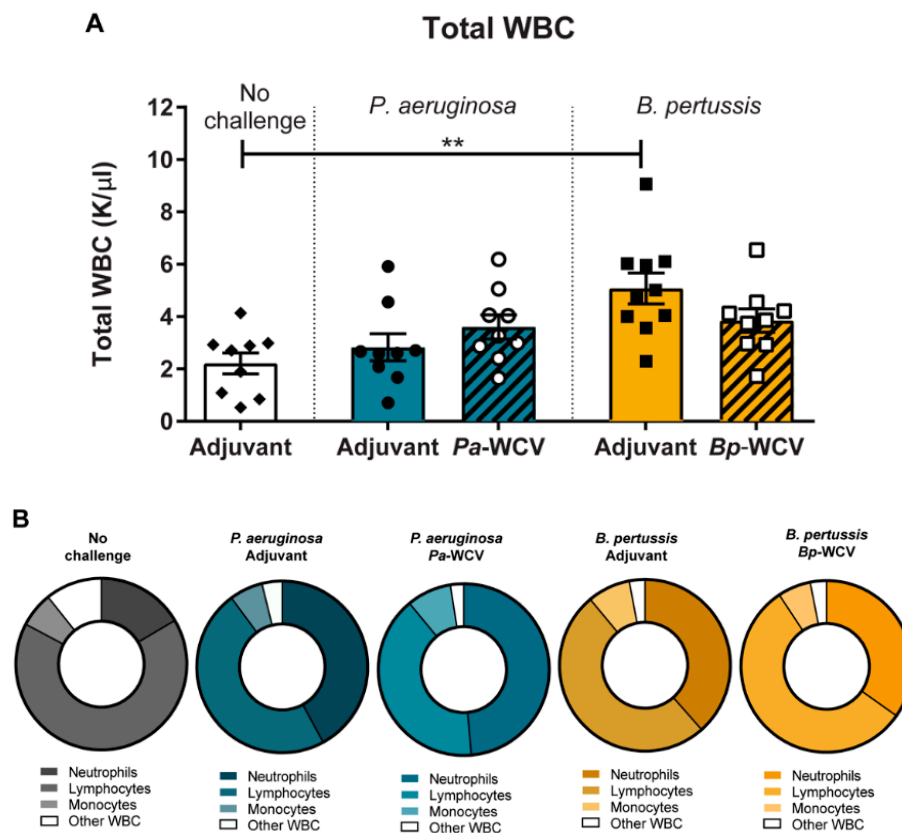 A
Total WBC
No
challenge
P. aeruginosa
B. pertussis
**
Total WBC (K/µl)
12
10
8
6
4
2
0
Adjuvant
Adjuvant
Pa-WCV
Adjuvant
Bp-WCV
B
No
challenge
P. aeruginosa
Adjuvant
P. aeruginosa
Pa-WCV
B. pertussis
Adjuvant
B. pertussis
Bp-WCV
Neutrophils
Lymphocytes
Monocytes
Other WBC
Neutrophils
Lymphocytes
Monocytes
Other WBC
Neutrophils
Lymphocytes
Monocytes
Other WBC
Neutrophils
Lymphocytes
Monocytes
Other WBC
Neutrophils
Lymphocytes
Monocytes
Other WBC